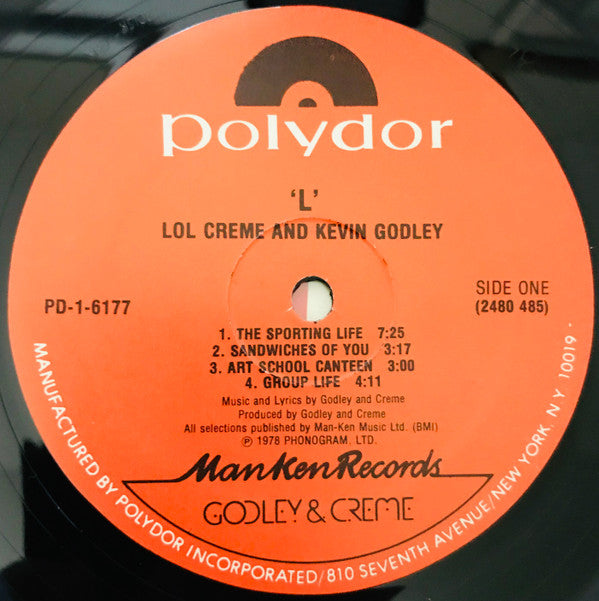 polydor
'L'
LOL CREME AND KEVIN GODLEY
PD-1-6177
SIDE ONE
(2480 485)
1. THE SPORTING LIFE 7:25
2. SANDWICHES OF YOU 3:17
3. ART SCHOOL CANTEEN 3:00
4. GROUP LIFE 4:11
Music and Lyrics by Godley and Creme
Produced by Godley and Creme
All selections published by Man-Ken Music Ltd. (BMI)
℗ 1978 PHONOGRAM, LTD.
ManKen Records
GODLEY & CREME
MANUFACTURED BY POLYDOR INCORPORATED/810 SEVENTH AVENUE/NEW YORK, N.Y. 10019 ·